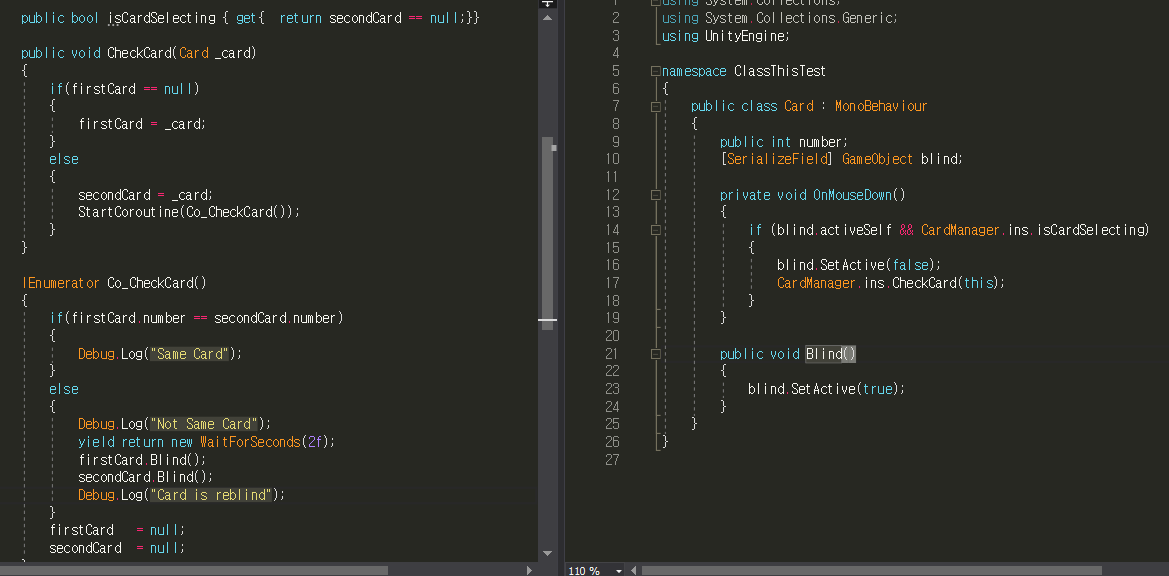 public bool isCardSelecting { get{  return secondCard == null;}}
public void CheckCard(Card _card)
{
if(firstCard == null)
{
firstCard = _card;
}
else
{
secondCard = _card;
StartCoroutine(Co_CheckCard());
}
}
IEnumerator Co_CheckCard()
{
if(firstCard.number == secondCard.number)
{
Debug.Log("Same Card");
}
else
{
Debug.Log("Not Same Card");
yield return new WaitForSeconds(2f);
firstCard.Blind();
secondCard.Blind();
Debug.Log("Card is reblind");
}
firstCard   = null;
secondCard  = null;
using System.Collections;
2 using System.Collections.Generic;
3 using UnityEngine;
4
5 namespace ClassThisTest
6 {
7 public class Card : MonoBehaviour
8 {
9 public int number;
10 [SerializeField] GameObject blind;
11
12 private void OnMouseDown()
13 {
14 if (blind.activeSelf && CardManager.ins.isCardSelecting)
15 {
16 blind.SetActive(false);
17 CardManager.ins.CheckCard(this);
18 }
19 }
20
21 public void Blind()
22 {
23 blind.SetActive(true);
24 }
25 }
26 }
27
110 %